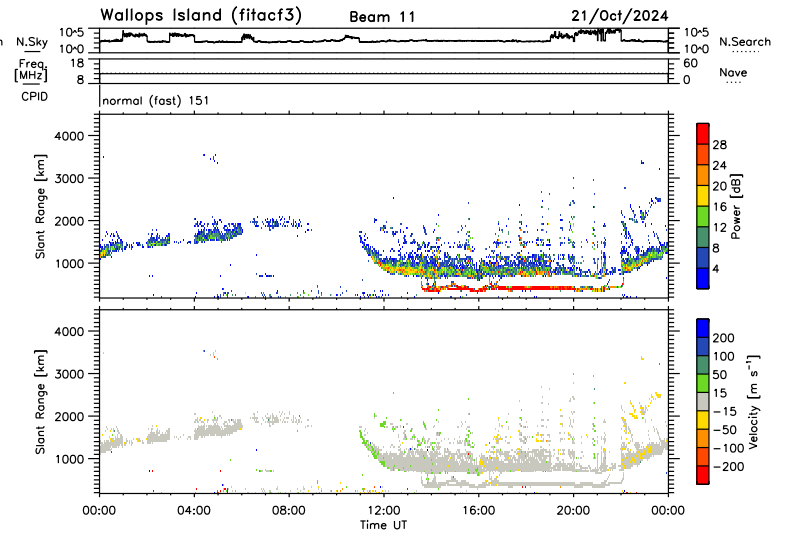 Wallops Island (fitacf3) Beam 11 21/Oct/2024
n N.Sky 10^5 10^0 10^5 10^0 N.Search
Freq. [MHz] 18 8 60 0 Nave
CPID normal (fast) 151
Slant Range [km] 4000 3000 2000 1000
Power [dB] 28 24 20 16 12 8 4
Slant Range [km] 4000 3000 2000 1000
Velocity [m s⁻¹] 200 100 50 15 -15 -50 -100 -200
00:00 04:00 08:00 12:00 16:00 20:00 00:00
Time UT